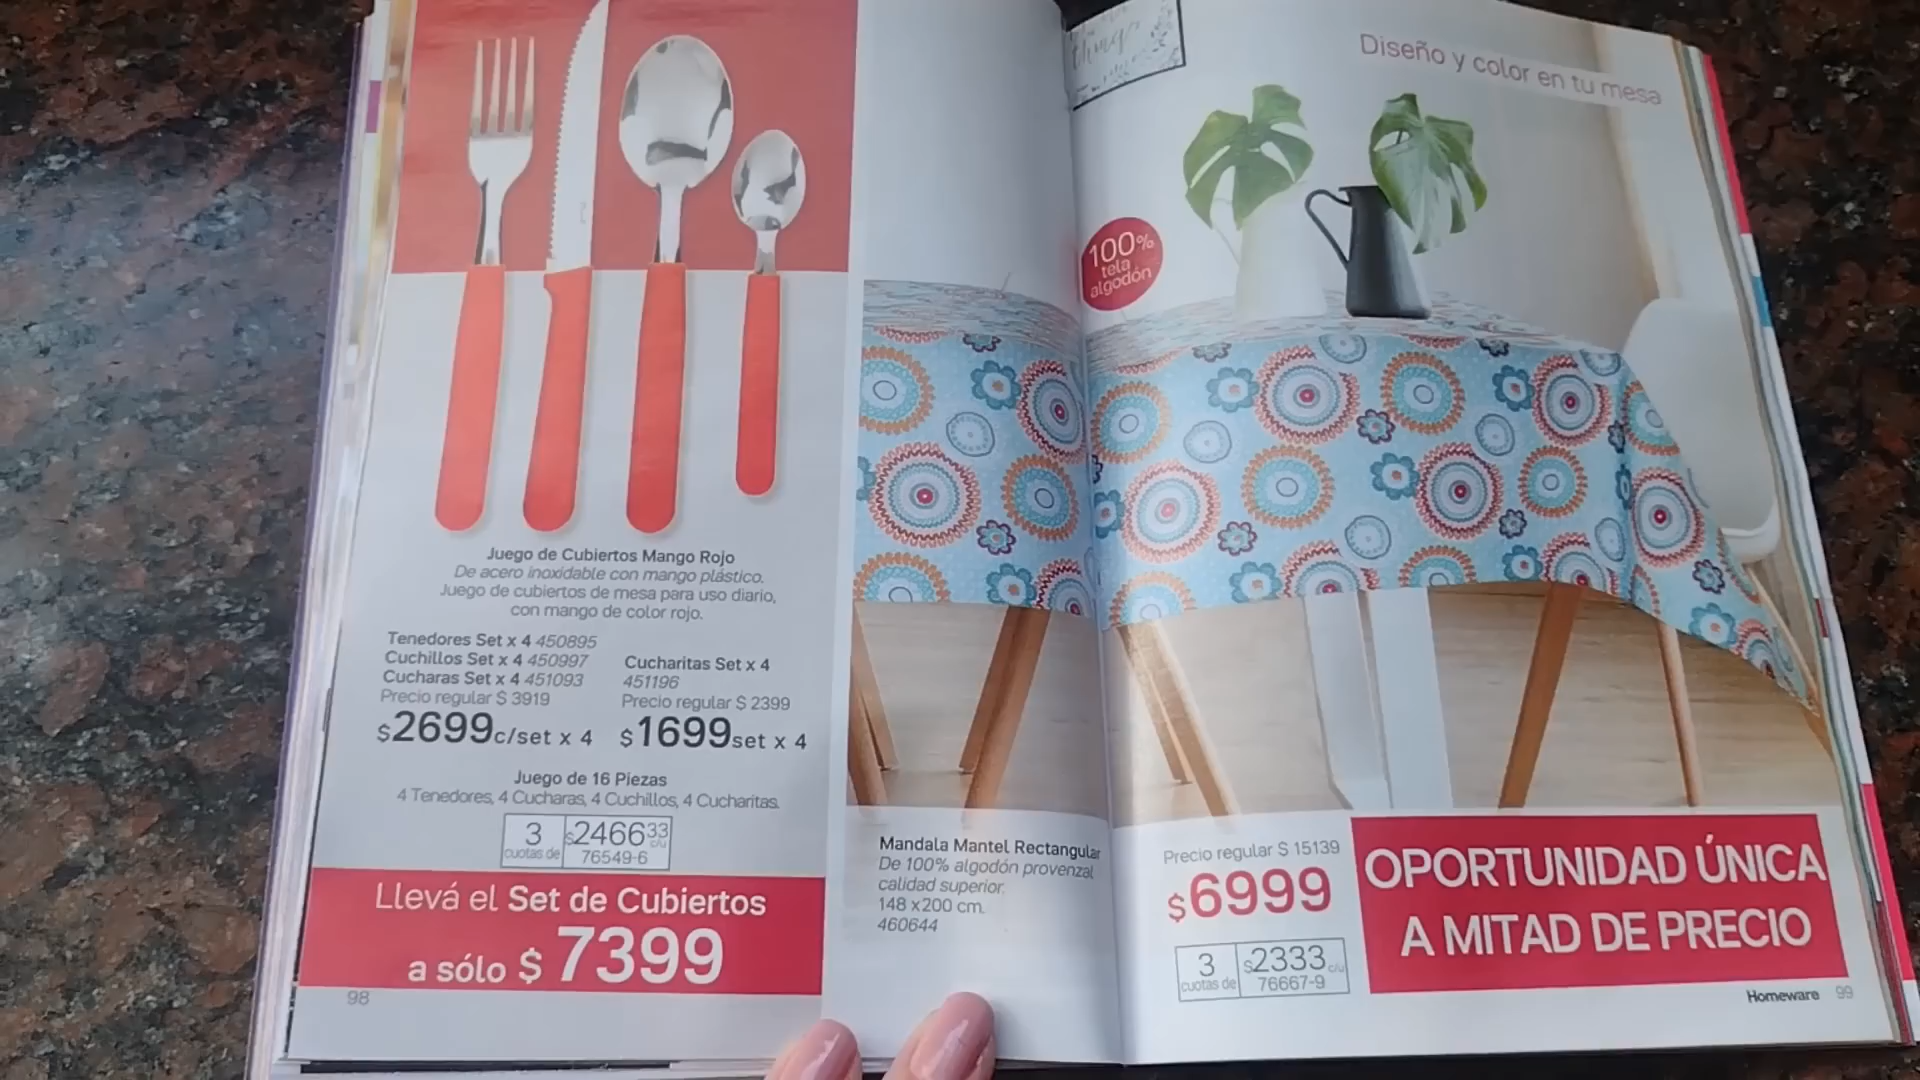 things
Juego de Cubiertos Mango Rojo
De acero inoxidable con mango plástico.
Juego de cubiertos de mesa para uso diario,
con mango de color rojo.
Tenedores Set x 4 450895
Cuchillos Set x 4 450997
Cucharas Set x 4 451093
Precio regular $ 3919
$2699 c/set x 4
Cucharitas Set x 4
451196
Precio regular $ 2399
$1699 set x 4
Juego de 16 Piezas
4 Tenedores, 4 Cucharas, 4 Cuchillos, 4 Cucharitas.
3 cuotas de $2466 33 c/u
76549-6
Llevá el Set de Cubiertos
a sólo $ 7399
98
Diseño y color en tu mesa
100%
tela
algodón
Mandala Mantel Rectangular
De 100% algodón provenzal
calidad superior.
148 x 200 cm.
460644
Precio regular $ 15139
$6999
3 cuotas de $2333 c/u
76667-9
OPORTUNIDAD ÚNICA
A MITAD DE PRECIO
Homeware 99